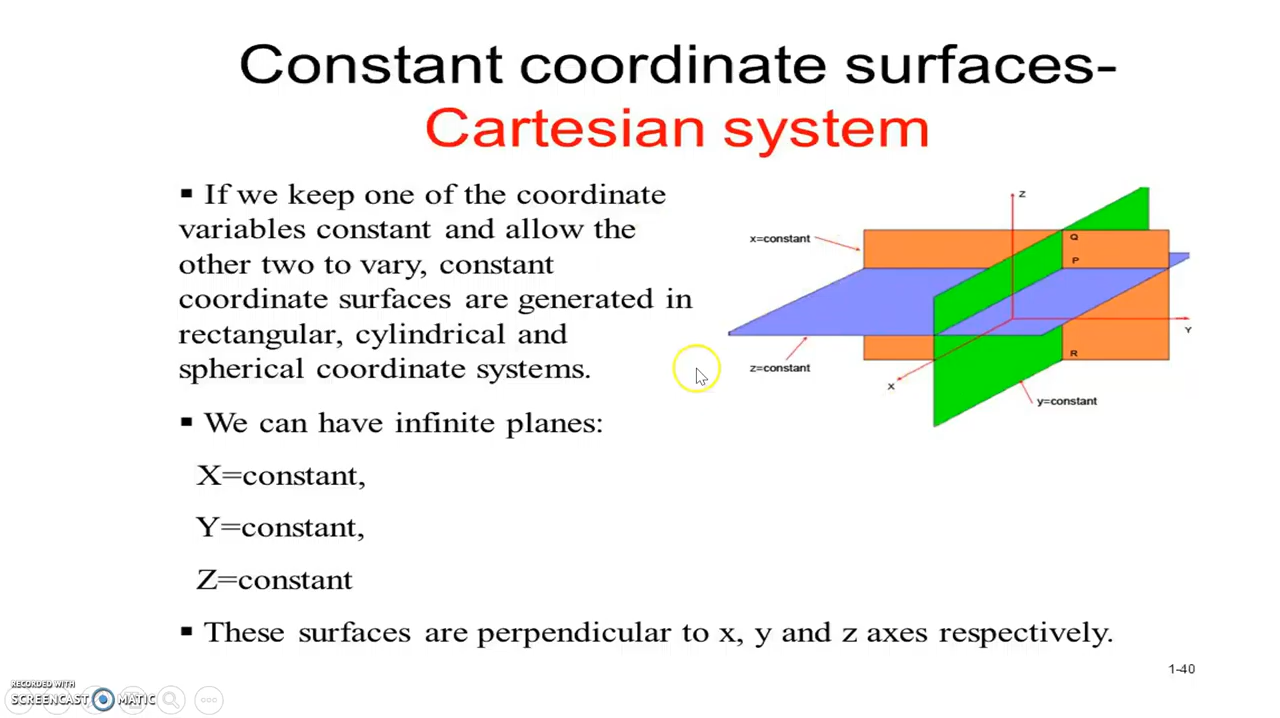 Constant coordinate surfaces-
Cartesian system
▪ If we keep one of the coordinate
variables constant and allow the
other two to vary, constant
coordinate surfaces are generated in
rectangular, cylindrical and
spherical coordinate systems.
▪ We can have infinite planes:
X=constant,
Y=constant,
Z=constant
▪ These surfaces are perpendicular to x, y and z axes respectively.
Z
x=constant
Q
P
Y
R
z=constant
X
y=constant
1-40
RECORDED WITH
SCREENCAST MATIC